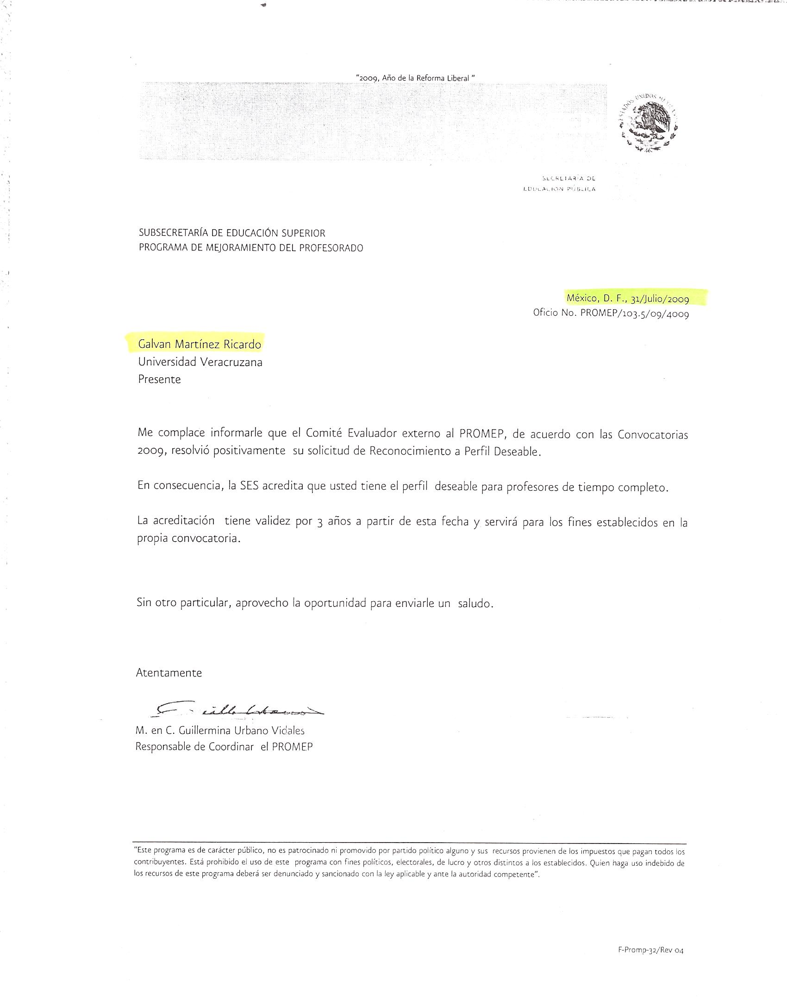 "2009, Año de la Reforma Liberal "
ESTADOS UNIDOS
SECRETARÍA DE
EDUCACIÓN PÚBLICA
SUBSECRETARÍA DE EDUCACIÓN SUPERIOR
PROGRAMA DE MEJORAMIENTO DEL PROFESORADO
México, D. F., 31/Julio/2009
Oficio No. PROMEP/103.5/09/4009
Galvan Martínez Ricardo
Universidad Veracruzana
Presente
Me complace informarle que el Comité Evaluador externo al PROMEP, de acuerdo con las Convocatorias
2009, resolvió positivamente su solicitud de Reconocimiento a Perfil Deseable.
En consecuencia, la SES acredita que usted tiene el perfil deseable para profesores de tiempo completo.
La acreditación tiene validez por 3 años a partir de esta fecha y servirá para los fines establecidos en la
propia convocatoria.
Sin otro particular, aprovecho la oportunidad para enviarle un saludo.
Atentamente
M. en C. Guillermina Urbano Vidales
Responsable de Coordinar el PROMEP
"Este programa es de carácter público, no es patrocinado ni promovido por partido político alguno y sus recursos provienen de los impuestos que pagan todos los
contribuyentes. Está prohibido el uso de este programa con fines políticos, electorales, de lucro y otros distintos a los establecidos. Quien haga uso indebido de
los recursos de este programa deberá ser denunciado y sancionado con la ley aplicable y ante la autoridad competente".
F-Promp-32/Rev 04